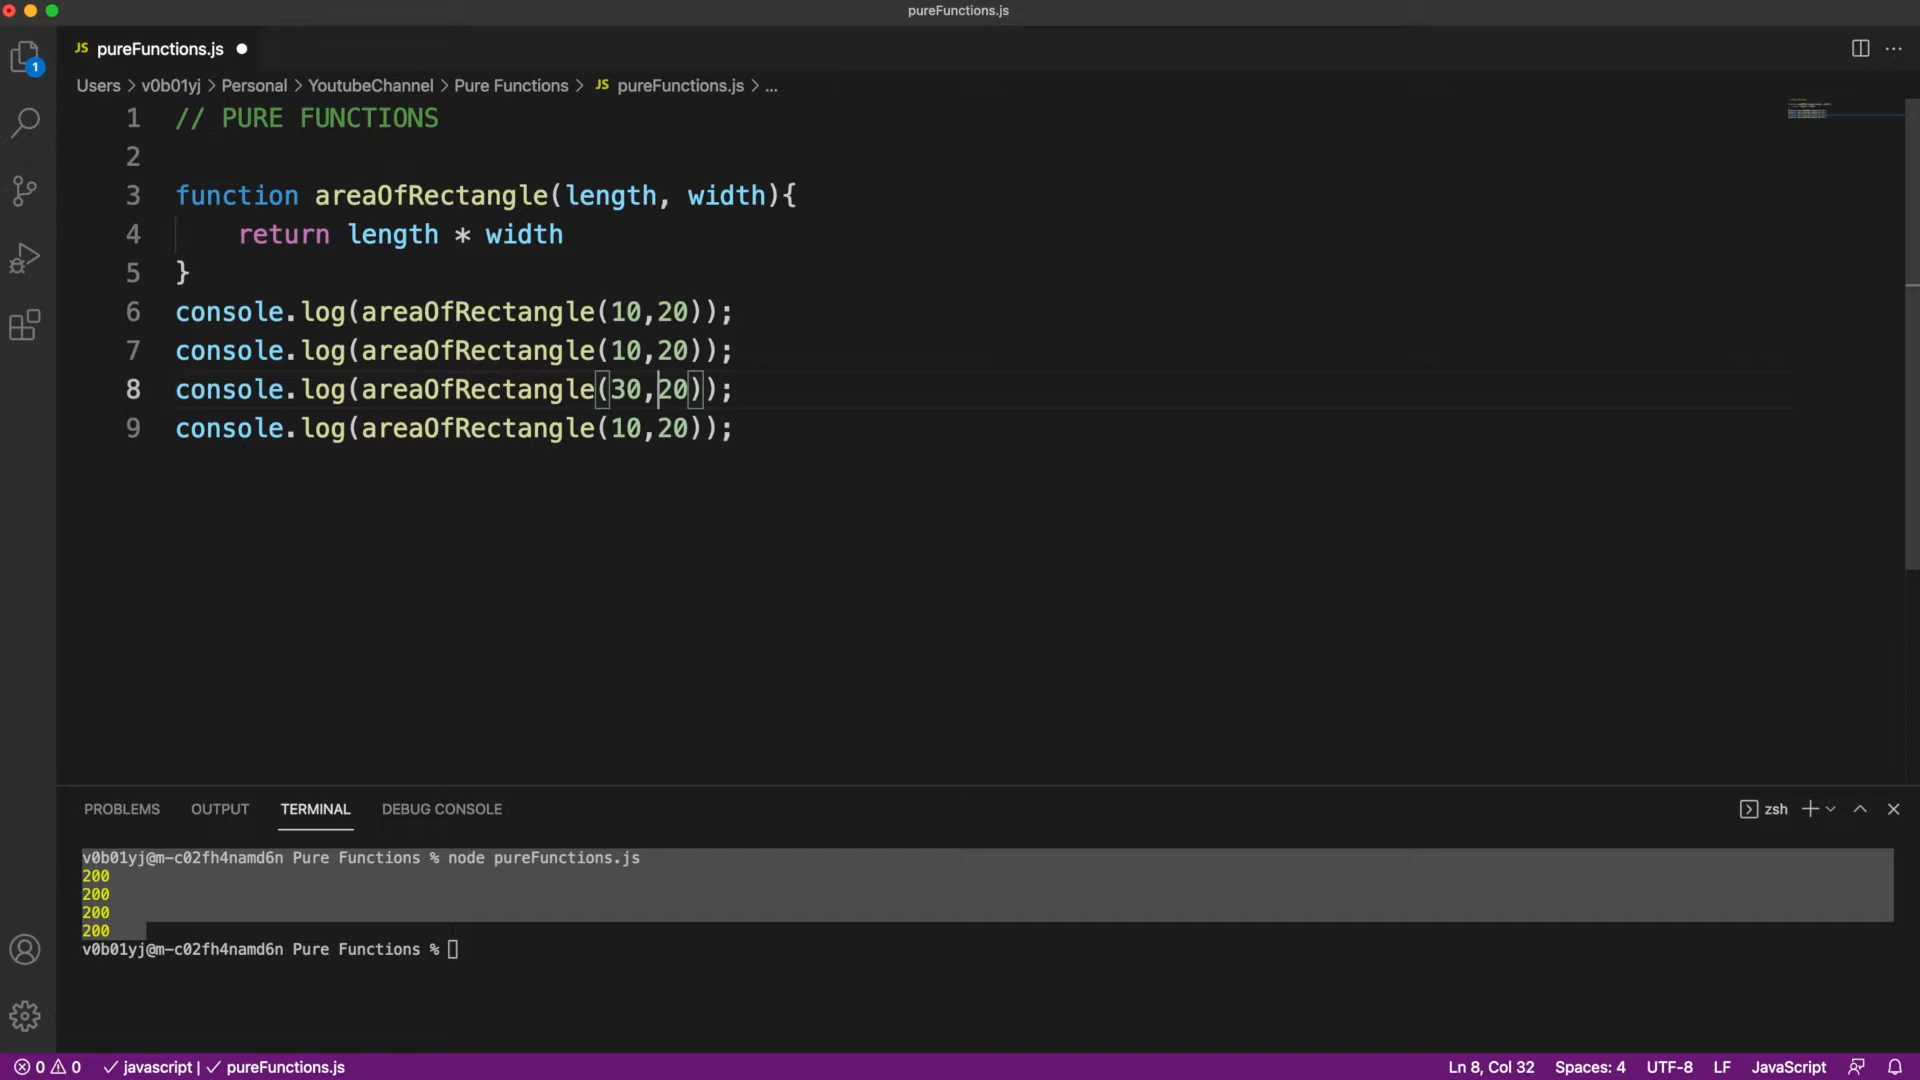 pureFunctions.js
JS pureFunctions.js
1
Users > v0b01yj > Personal > YoutubeChannel > Pure Functions > JS pureFunctions.js > ...
1 // PURE FUNCTIONS
2
3 function areaOfRectangle(length, width){
4 return length * width
5 }
6 console.log(areaOfRectangle(10,20));
7 console.log(areaOfRectangle(10,20));
8 console.log(areaOfRectangle(30,20));
9 console.log(areaOfRectangle(10,20));
PROBLEMS OUTPUT TERMINAL DEBUG CONSOLE zsh
v0b01yj@m-c02fh4namd6n Pure Functions % node pureFunctions.js
200
200
200
200
v0b01yj@m-c02fh4namd6n Pure Functions %
0 0 javascript | pureFunctions.js Ln 8, Col 32 Spaces: 4 UTF-8 LF JavaScript